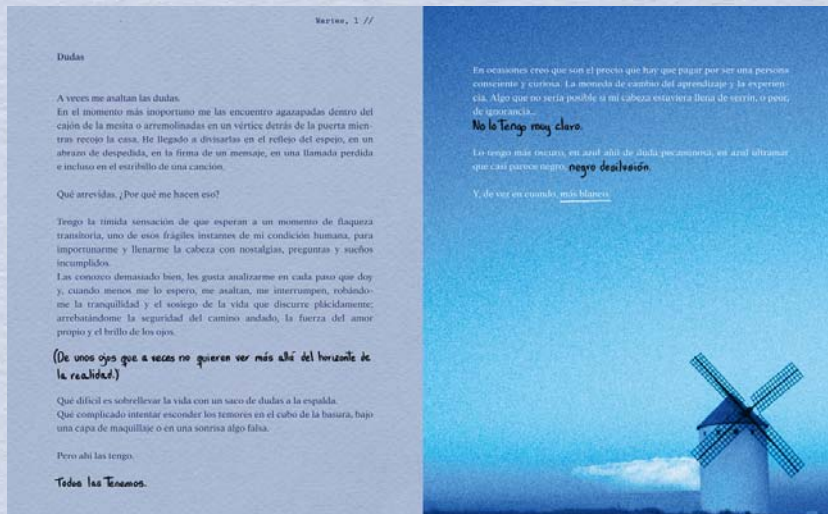 Martes, 1 //
Dudas
A veces me asaltan las dudas.
En el momento más inoportuno me las encuentro agazapadas dentro del
cajón de la mesita o arremolinadas en un vértice detrás de la puerta mien-
tras recojo la casa. He llegado a divisarlas en el reflejo del espejo, en un
abrazo de despedida, en la firma de un mensaje, en una llamada perdida
e incluso en el estribillo de una canción.
Qué atrevidas. ¿Por qué me hacen eso?
Tengo la tímida sensación de que esperan a un momento de flaqueza
transitoria, uno de esos frágiles instantes de mi condición humana, para
importunarme y llenarme la cabeza con nostalgias, preguntas y sueños
incumplidos.
Las conozco demasiado bien, les gusta analizarme en cada paso que doy
y, cuando menos me lo espero, me asaltan, me interrumpen, robándo-
me la tranquilidad y el sosiego de la vida que discurre plácidamente;
arrebatándome la seguridad del camino andado, la fuerza del amor
propio y el brillo de los ojos.
(De unos ojos que a veces no quieren ver más allá del horizonte de
la realidad.)
Qué difícil es sobrellevar la vida con un saco de dudas a la espalda.
Qué complicado intentar esconder los temores en el cubo de la basura, bajo
una capa de maquillaje o en una sonrisa algo falsa.
Pero ahí las tengo.
Todos las Tenemos.
En ocasiones creo que son el precio que hay que pagar por ser una persona
consciente y curiosa. La moneda de cambio del aprendizaje y la experien-
cia. Algo que no sería posible si mi cabeza estuviera llena de serrín, o peor,
de ignorancia...
No lo Tengo muy claro.
Lo tengo más oscuro, en azul añil de duda pecaminosa, en azul ultramar
que casi parece negro, negro desilusión.
Y, de vez en cuando, más blanco.